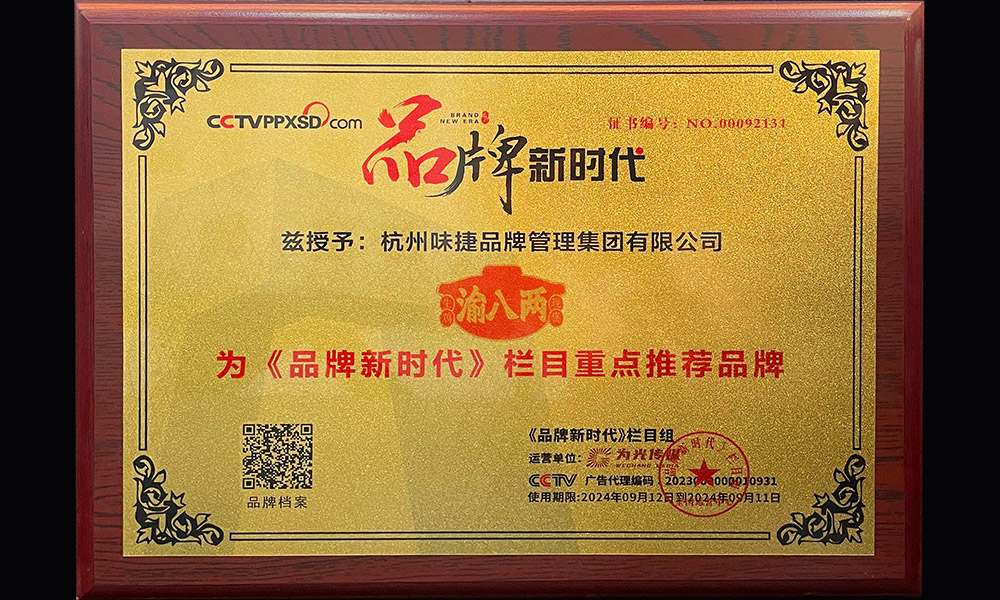 CCTVPPXSD.com
BRAND
NEW ERA
品牌新时代
证书编号：NO.00092131
兹授予：杭州味捷品牌管理集团有限公司
渝八两
为《品牌新时代》栏目重点推荐品牌
《品牌新时代》栏目组
运营单位：为光传媒
WEGUANG MEDIA
CCTV 广告代理编码：2023000000010931
使用期限:2024年09月12日到2024年09月11日
品牌档案